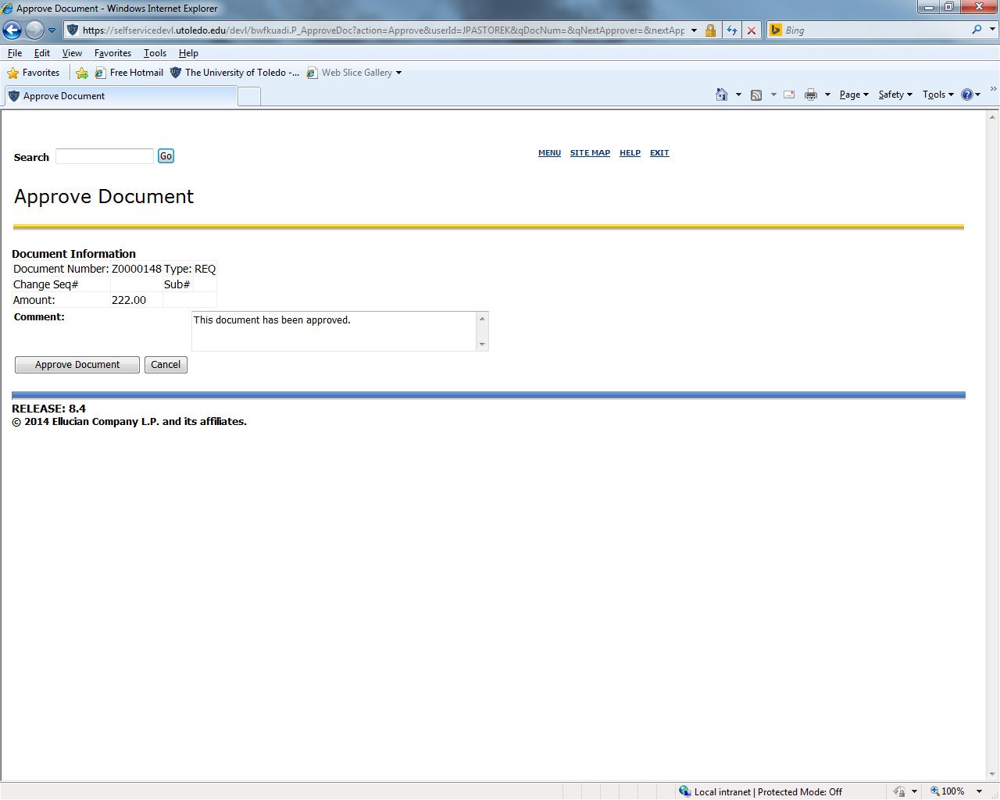 Approve Document - Windows Internet Explorer
https://selfservicedevl.utoledo.edu/devl/bwfkuadi.P_ApproveDoc?action=Approve&userId=JPASTOREK&qDocNum=&qNextApprover=&nextApp
Bing
File Edit View Favorites Tools Help
Favorites Free Hotmail The University of Toledo -... Web Slice Gallery
Approve Document Page Safety Tools
Search Go MENU SITE MAP HELP EXIT
Approve Document
Document Information
Document Number: Z0000148 Type: REQ
Change Seq# Sub#
Amount: 222.00
Comment: This document has been approved.
Approve Document Cancel
RELEASE: 8.4
© 2014 Ellucian Company L.P. and its affiliates.
Local intranet | Protected Mode: Off 100%